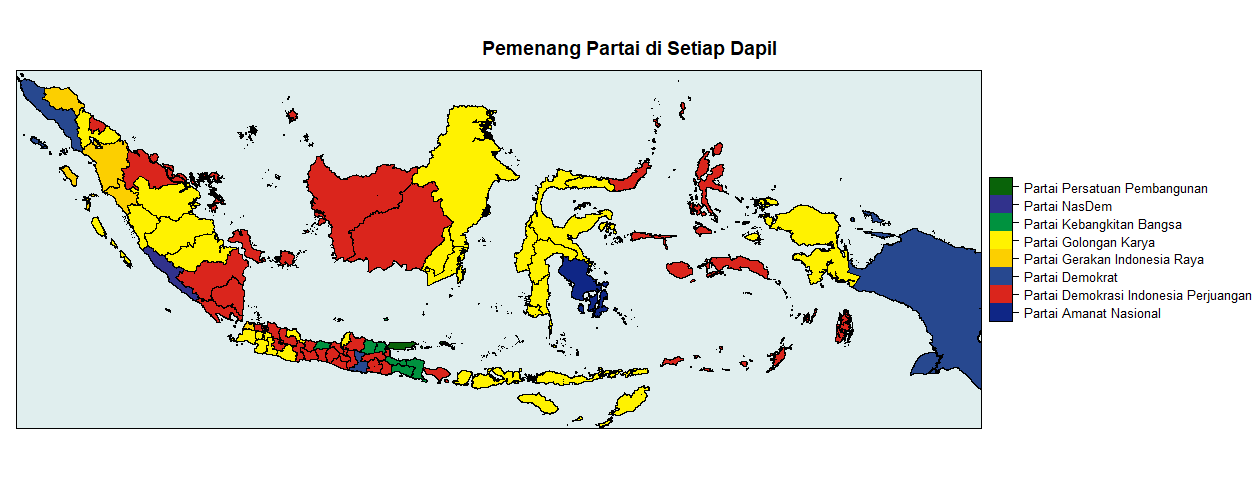 Pemenang Partai di Setiap Dapil
Partai Persatuan Pembangunan
Partai NasDem
Partai Kebangkitan Bangsa
Partai Golongan Karya
Partai Gerakan Indonesia Raya
Partai Demokrat
Partai Demokrasi Indonesia Perjuangan
Partai Amanat Nasional